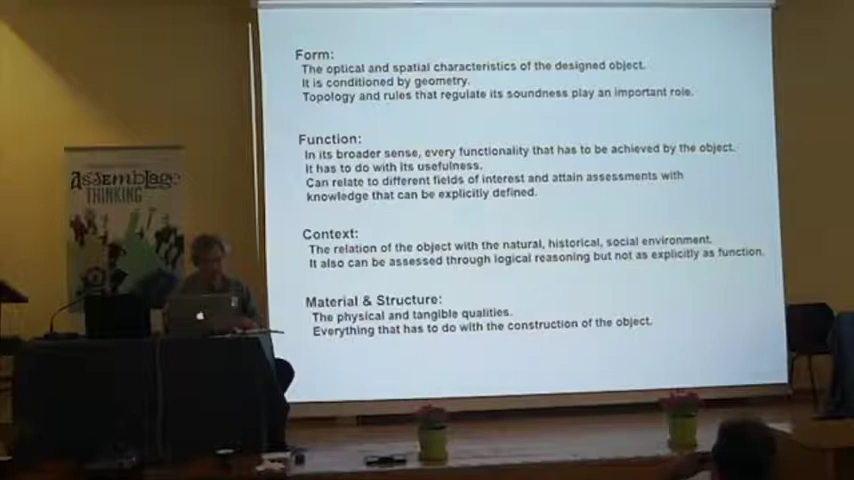 AssemblAge
THINKING
Form:
The optical and spatial characteristics of the designed object.
It is conditioned by geometry.
Topology and rules that regulate its soundness play an important role.
Function:
In its broader sense, every functionality that has to be achieved by the object.
It has to do with its usefulness.
Can relate to different fields of interest and attain assessments with
knowledge that can be explicitly defined.
Context:
The relation of the object with the natural, historical, social environment.
It also can be assessed through logical reasoning but not as explicitly as function.
Material & Structure:
The physical and tangible qualities.
Everything that has to do with the construction of the object.